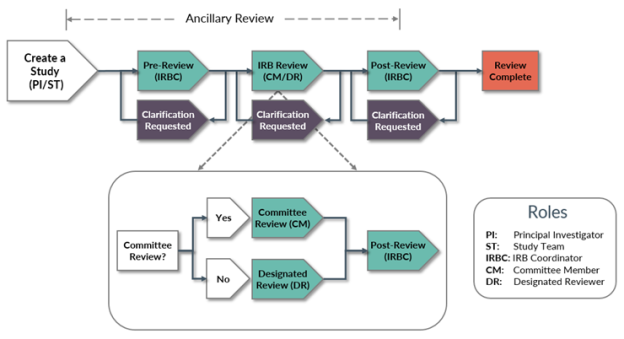 Ancillary Review
Create a
Study
(PI/ST)
Pre-Review
(IRBC)
IRB Review
(CM/DR)
Post-Review
(IRBC)
Review
Complete
Clarification
Requested
Clarification
Requested
Clarification
Requested
Committee
Review?
Yes
Committee
Review (CM)
No
Designated
Review (DR)
Post-Review
(IRBC)
Roles
PI: Principal Investigator
ST: Study Team
IRBC: IRB Coordinator
CM: Committee Member
DR: Designated Reviewer